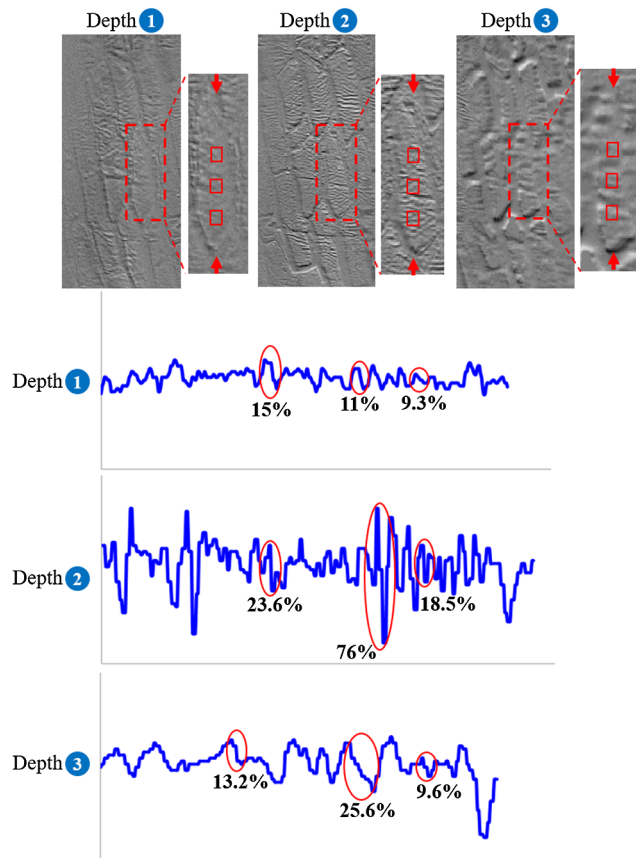 Depth 1 Depth 2 Depth 3
Depth 1
15% 11% 9.3%
Depth 2
23.6% 18.5%
76%
Depth 3
13.2% 9.6%
25.6%